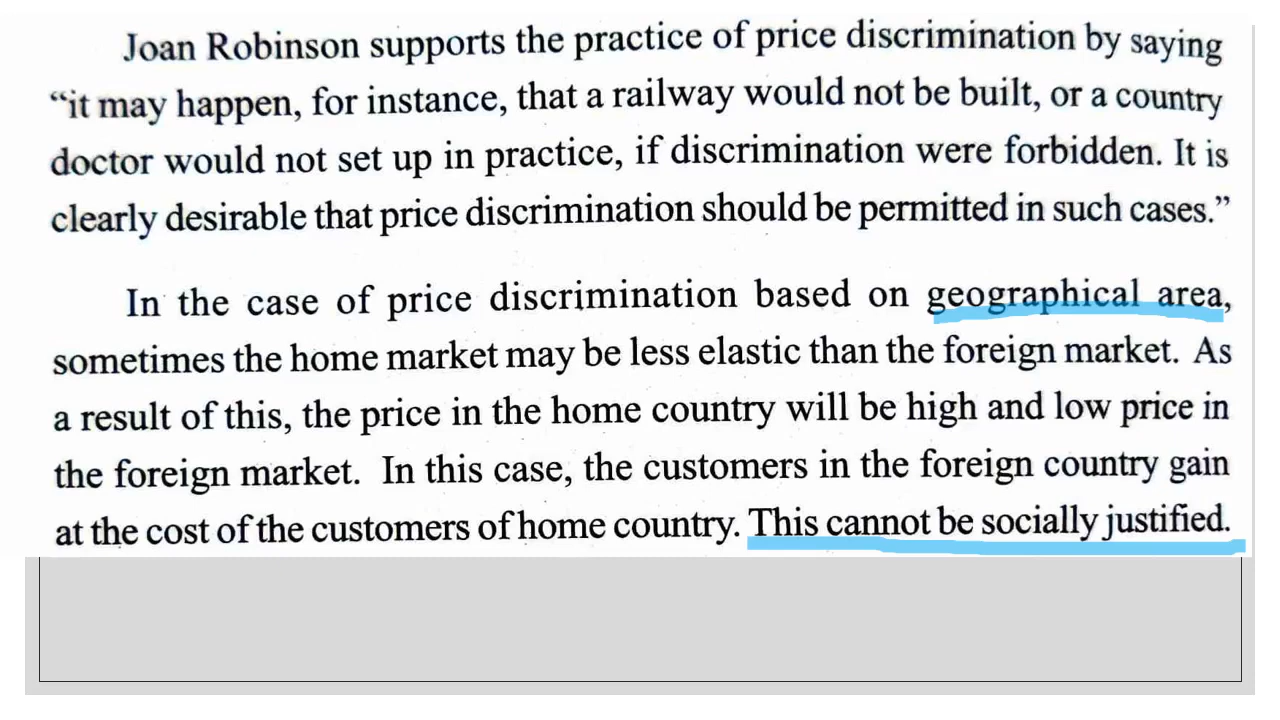 Joan Robinson supports the practice of price discrimination by saying
“it may happen, for instance, that a railway would not be built, or a country
doctor would not set up in practice, if discrimination were forbidden. It is
clearly desirable that price discrimination should be permitted in such cases.”
In the case of price discrimination based on geographical area,
sometimes the home market may be less elastic than the foreign market. As
a result of this, the price in the home country will be high and low price in
the foreign market. In this case, the customers in the foreign country gain
at the cost of the customers of home country. This cannot be socially justified.